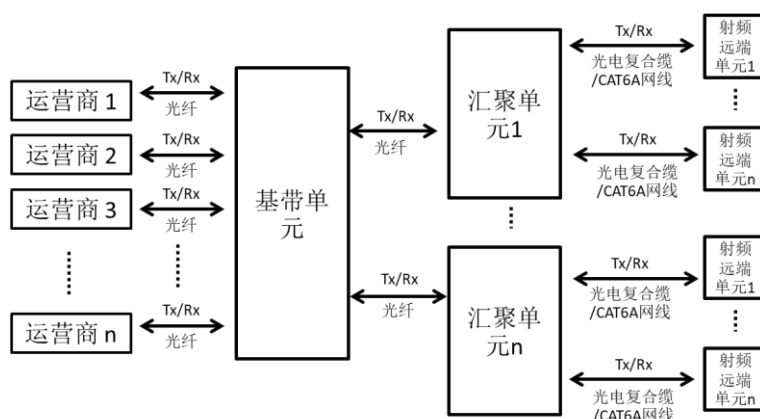 运营商 1
Tx/Rx
光纤
运营商 2
Tx/Rx
光纤
运营商 3
Tx/Rx
光纤
运营商 n
Tx/Rx
光纤
基带单
元
Tx/Rx
光纤
Tx/Rx
光纤
汇聚单
元1
汇聚单
元n
Tx/Rx
光电复合缆
/CAT6A网线
射频
远端
单元1
Tx/Rx
光电复合缆
/CAT6A网线
射频
远端
单元n
Tx/Rx
光电复合缆
/CAT6A网线
射频
远端
单元1
Tx/Rx
光电复合缆
/CAT6A网线
射频
远端
单元n